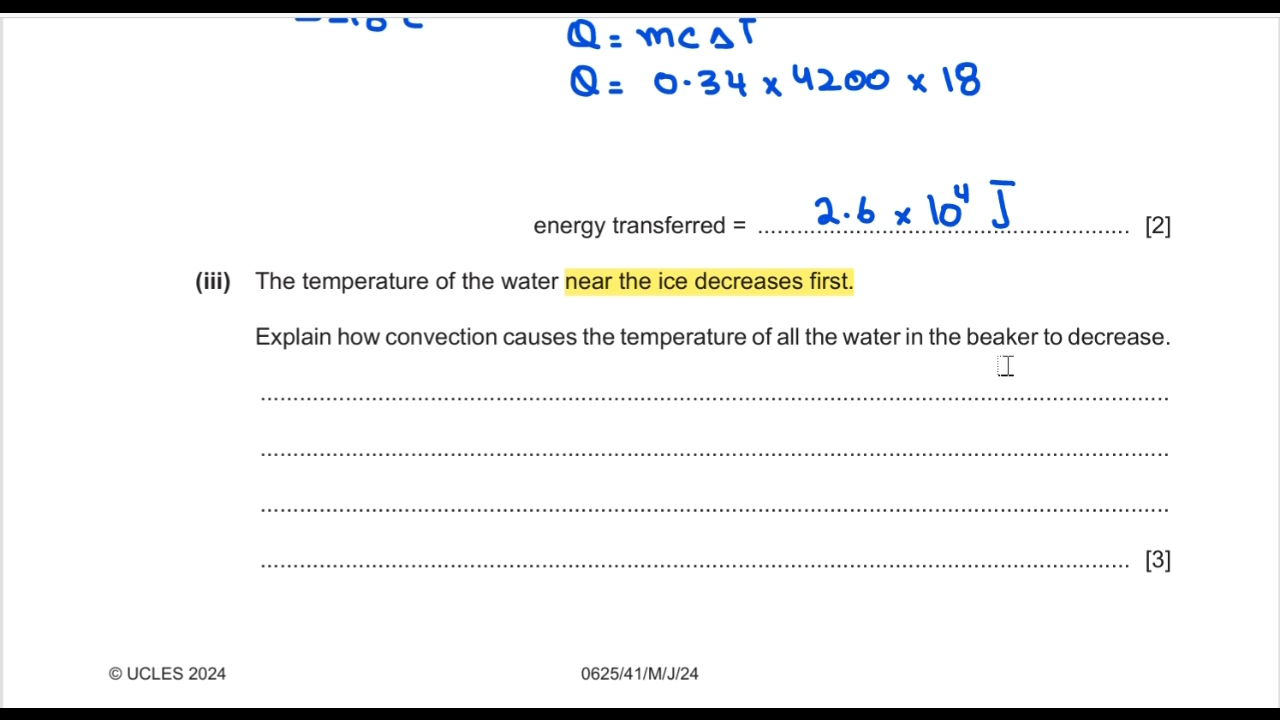 Q = mcΔT
Q = 0.34 × 4200 × 18
2.6 × 10⁴ J
energy transferred = .......................................................... [2]
(iii) The temperature of the water near the ice decreases first.
Explain how convection causes the temperature of all the water in the beaker to decrease.
[3]
© UCLES 2024
0625/41/M/J/24